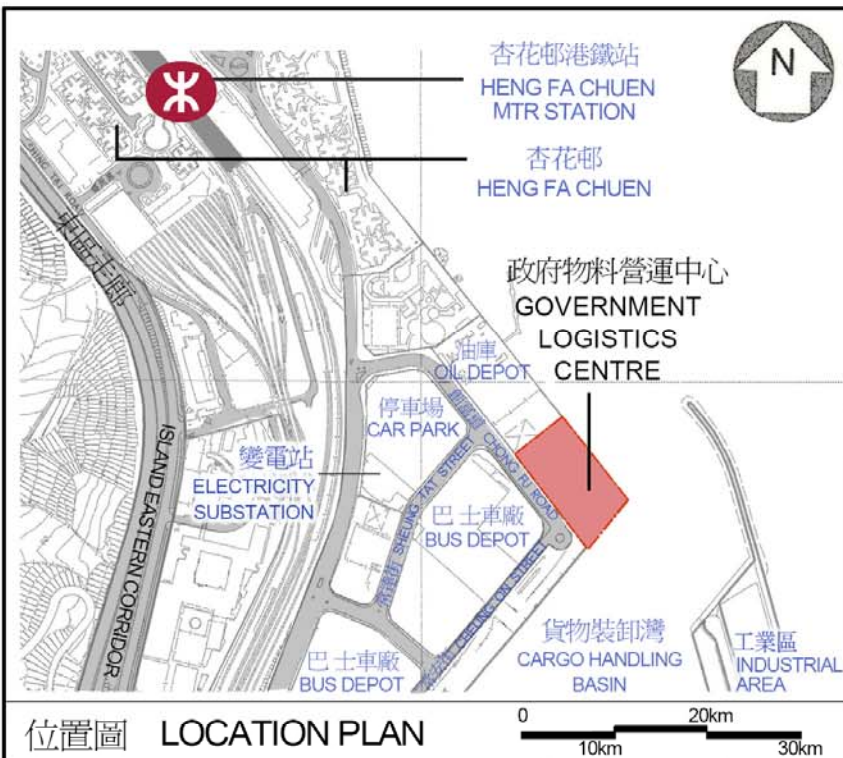 杏花邨港鐵站
HENG FA CHUEN
MTR STATION
N
杏花邨
HENG FA CHUEN
東區走廊
政府物料營運中心
GOVERNMENT
LOGISTICS
CENTRE
油庫
OIL DEPOT
停車場
CAR PARK
CHONG FU ROAD
變電站
ELECTRICITY
SUBSTATION
SHEUNG TAT STREET
巴士車廠
BUS DEPOT
ISLAND EASTERN CORRIDOR
CHEUNG ON STREET
貨物裝卸灣
CARGO HANDLING
BASIN
工業區
INDUSTRIAL
AREA
巴士車廠
BUS DEPOT
位置圖 LOCATION PLAN
0 20km
10km 30km